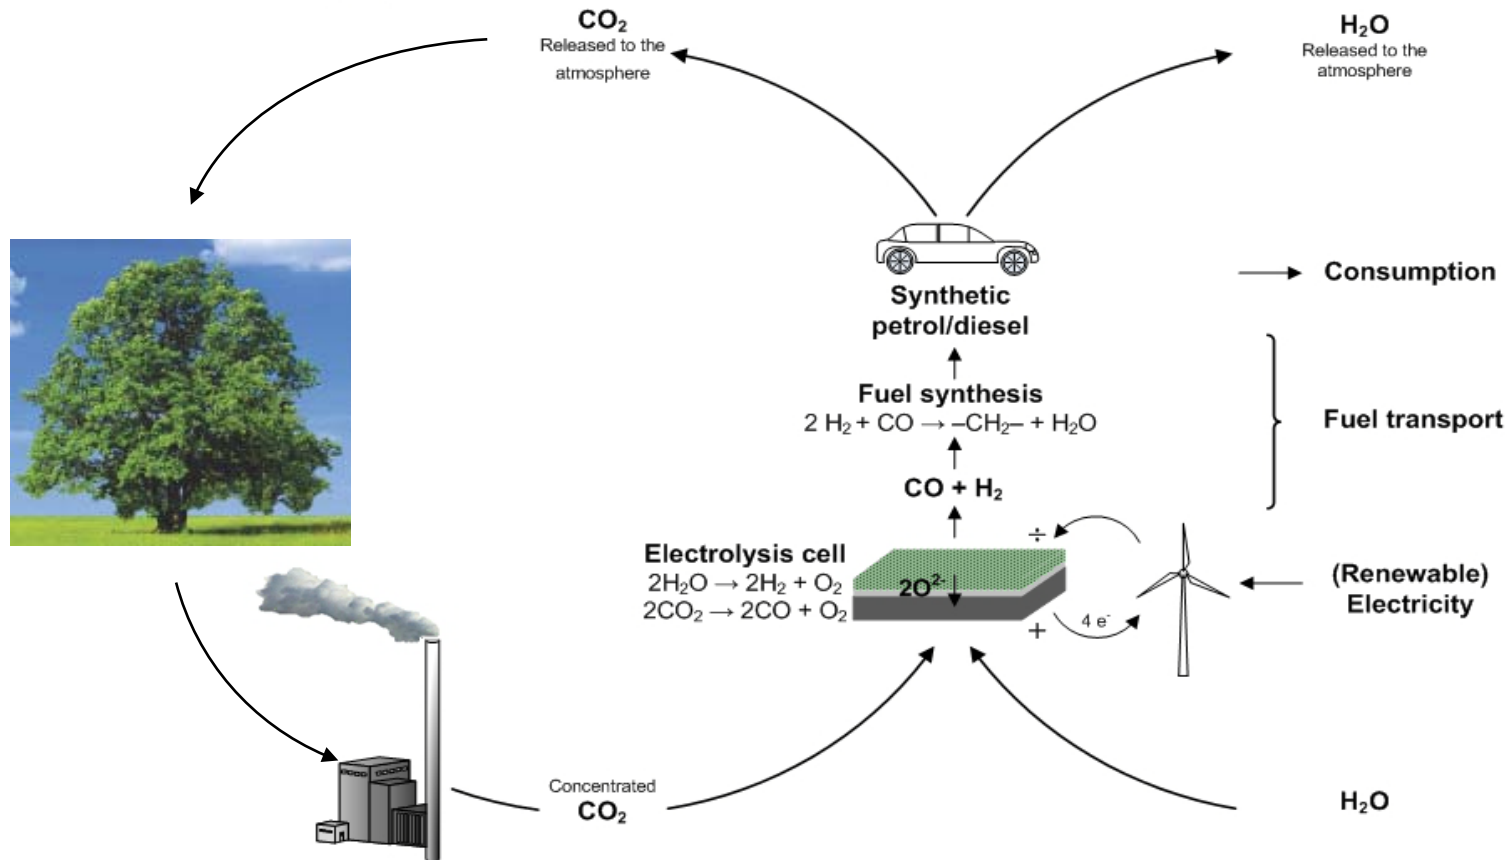 CO₂
Released to the
atmosphere
H₂O
Released to the
atmosphere
Consumption
Synthetic
petrol/diesel
Fuel synthesis
2 H₂ + CO → –CH₂– + H₂O
Fuel transport
CO + H₂
Electrolysis cell
2H₂O → 2H₂ + O₂
2CO₂ → 2CO + O₂
2O²⁻
÷
+
4 e⁻
(Renewable)
Electricity
Concentrated
CO₂
H₂O